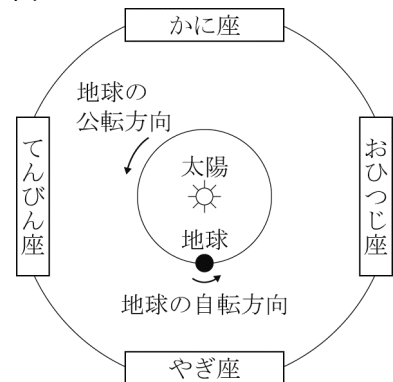 かに座
地球の
公転方向
てんびん座
おひつじ座
太陽
地球
地球の自転方向
やぎ座